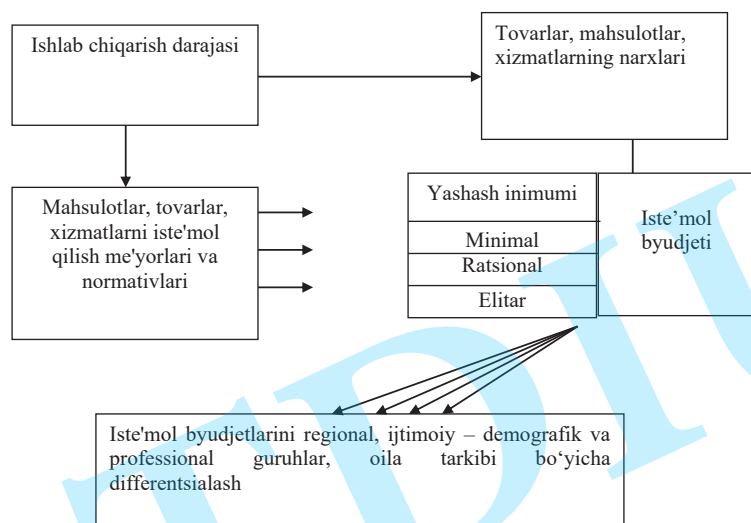 Ishlab chiqarish darajasi
Tovarlar, mahsulotlar,
xizmatlarning narxlari
Mahsulotlar, tovarlar,
xizmatlarni iste'mol
qilish me'yorlari va
normativlari
Yashash inimumi
Minimal
Ratsional
Elitar
Iste’mol
byudjeti
Iste'mol byudjetlarini regional, ijtimoiy – demografik va
professional guruhlar, oila tarkibi bo‘yicha
differentsialash
TDIU